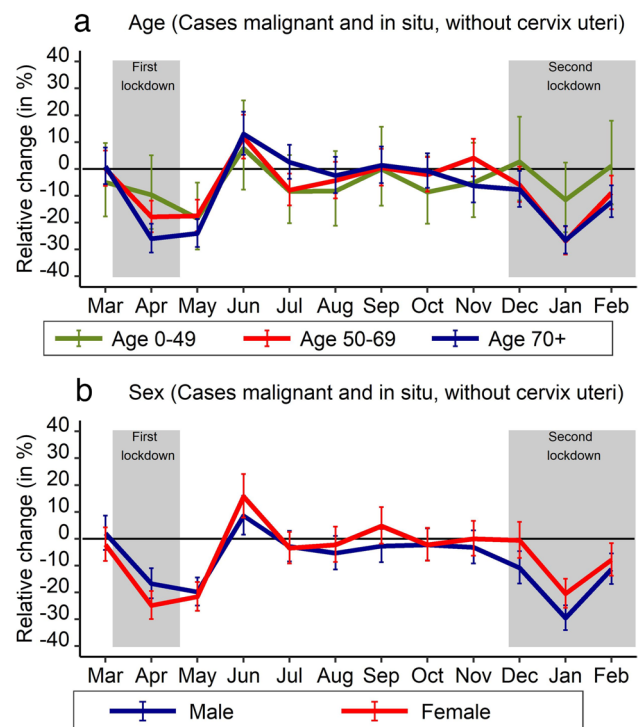 a Age (Cases malignant and in situ, without cervix uteri)
Relative change (in %)
40
30
20
10
0
-10
-20
-30
-40
First
lockdown
Second
lockdown
Mar Apr May Jun Jul Aug Sep Oct Nov Dec Jan Feb
Age 0-49 Age 50-69 Age 70+
b Sex (Cases malignant and in situ, without cervix uteri)
Relative change (in %)
40
30
20
10
0
-10
-20
-30
-40
First
lockdown
Second
lockdown
Mar Apr May Jun Jul Aug Sep Oct Nov Dec Jan Feb
Male Female